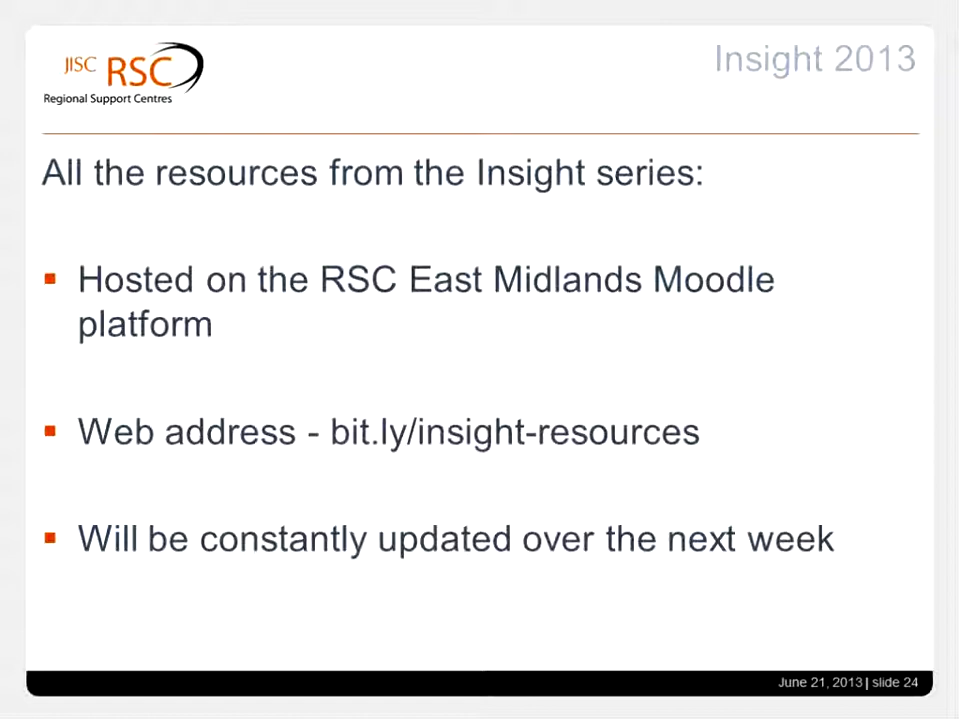 JISC RSC
Regional Support Centres
Insight 2013
All the resources from the Insight series:
▪ Hosted on the RSC East Midlands Moodle
platform
▪ Web address - bit.ly/insight-resources
▪ Will be constantly updated over the next week
June 21, 2013 | slide 24